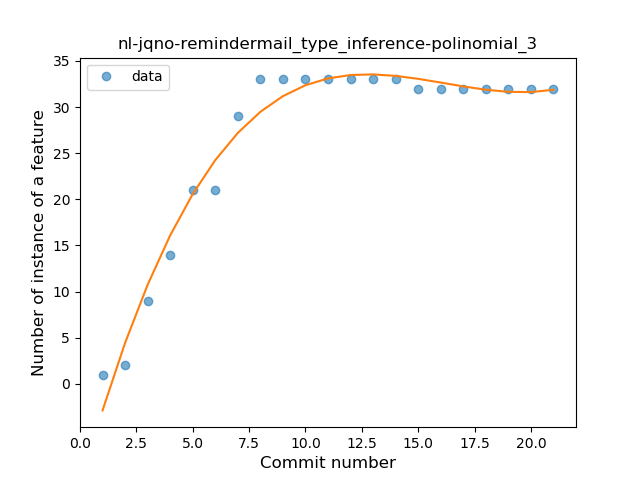 nl-jqno-remindermail_type_inference-polinomial_3
data
Number of instance of a feature
35
30
25
20
15
10
5
0
0.0 2.5 5.0 7.5 10.0 12.5 15.0 17.5 20.0
Commit number